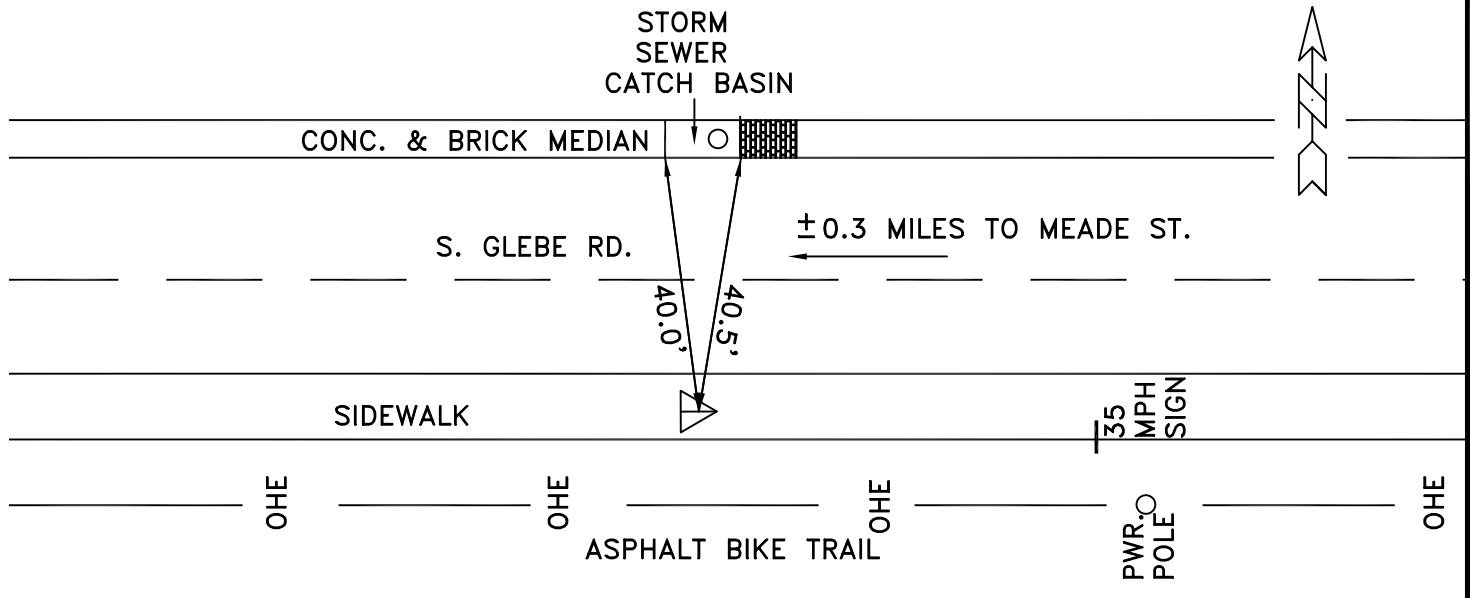 STORM
SEWER
CATCH BASIN
CONC. & BRICK MEDIAN
N
±0.3 MILES TO MEADE ST.
S. GLEBE RD.
40.0'
40.5'
SIDEWALK
35
MPH
SIGN
OHE
OHE
OHE
OHE
PWR.
POLE
ASPHALT BIKE TRAIL